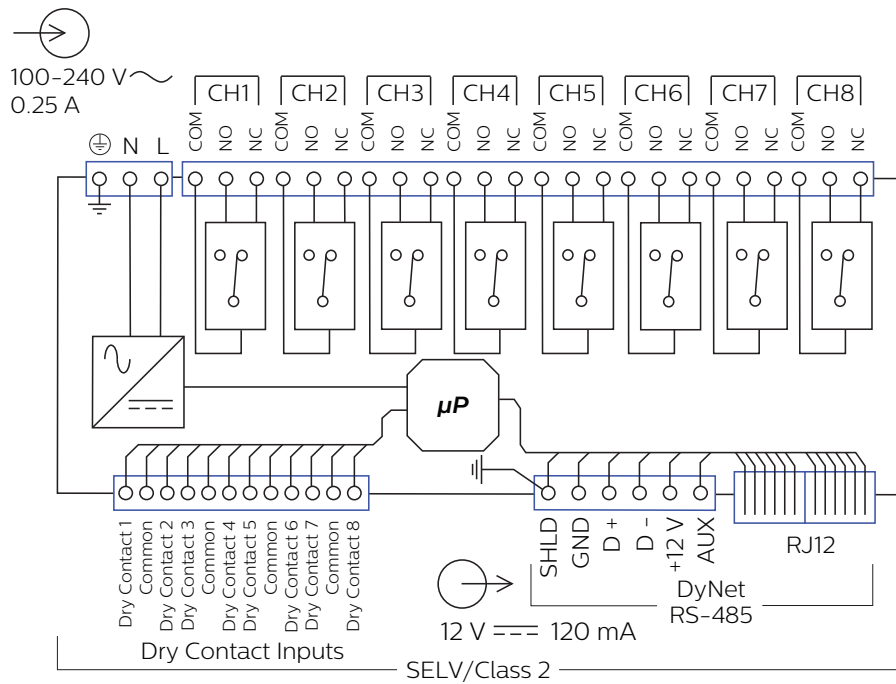 100-240 V
0.25 A
CH1 CH2 CH3 CH4 CH5 CH6 CH7 CH8
COM NO NC COM NO NC COM NO NC COM NO NC COM NO NC COM NO NC COM NO NC COM NO NC
N L
µP
Dry Contact 1
Common
Dry Contact 2
Dry Contact 3
Common
Dry Contact 4
Dry Contact 5
Common
Dry Contact 6
Dry Contact 7
Common
Dry Contact 8
Dry Contact Inputs
SHLD
GND
D +
D -
+12 V
AUX
RJ12
DyNet
RS-485
12 V 120 mA
SELV/Class 2